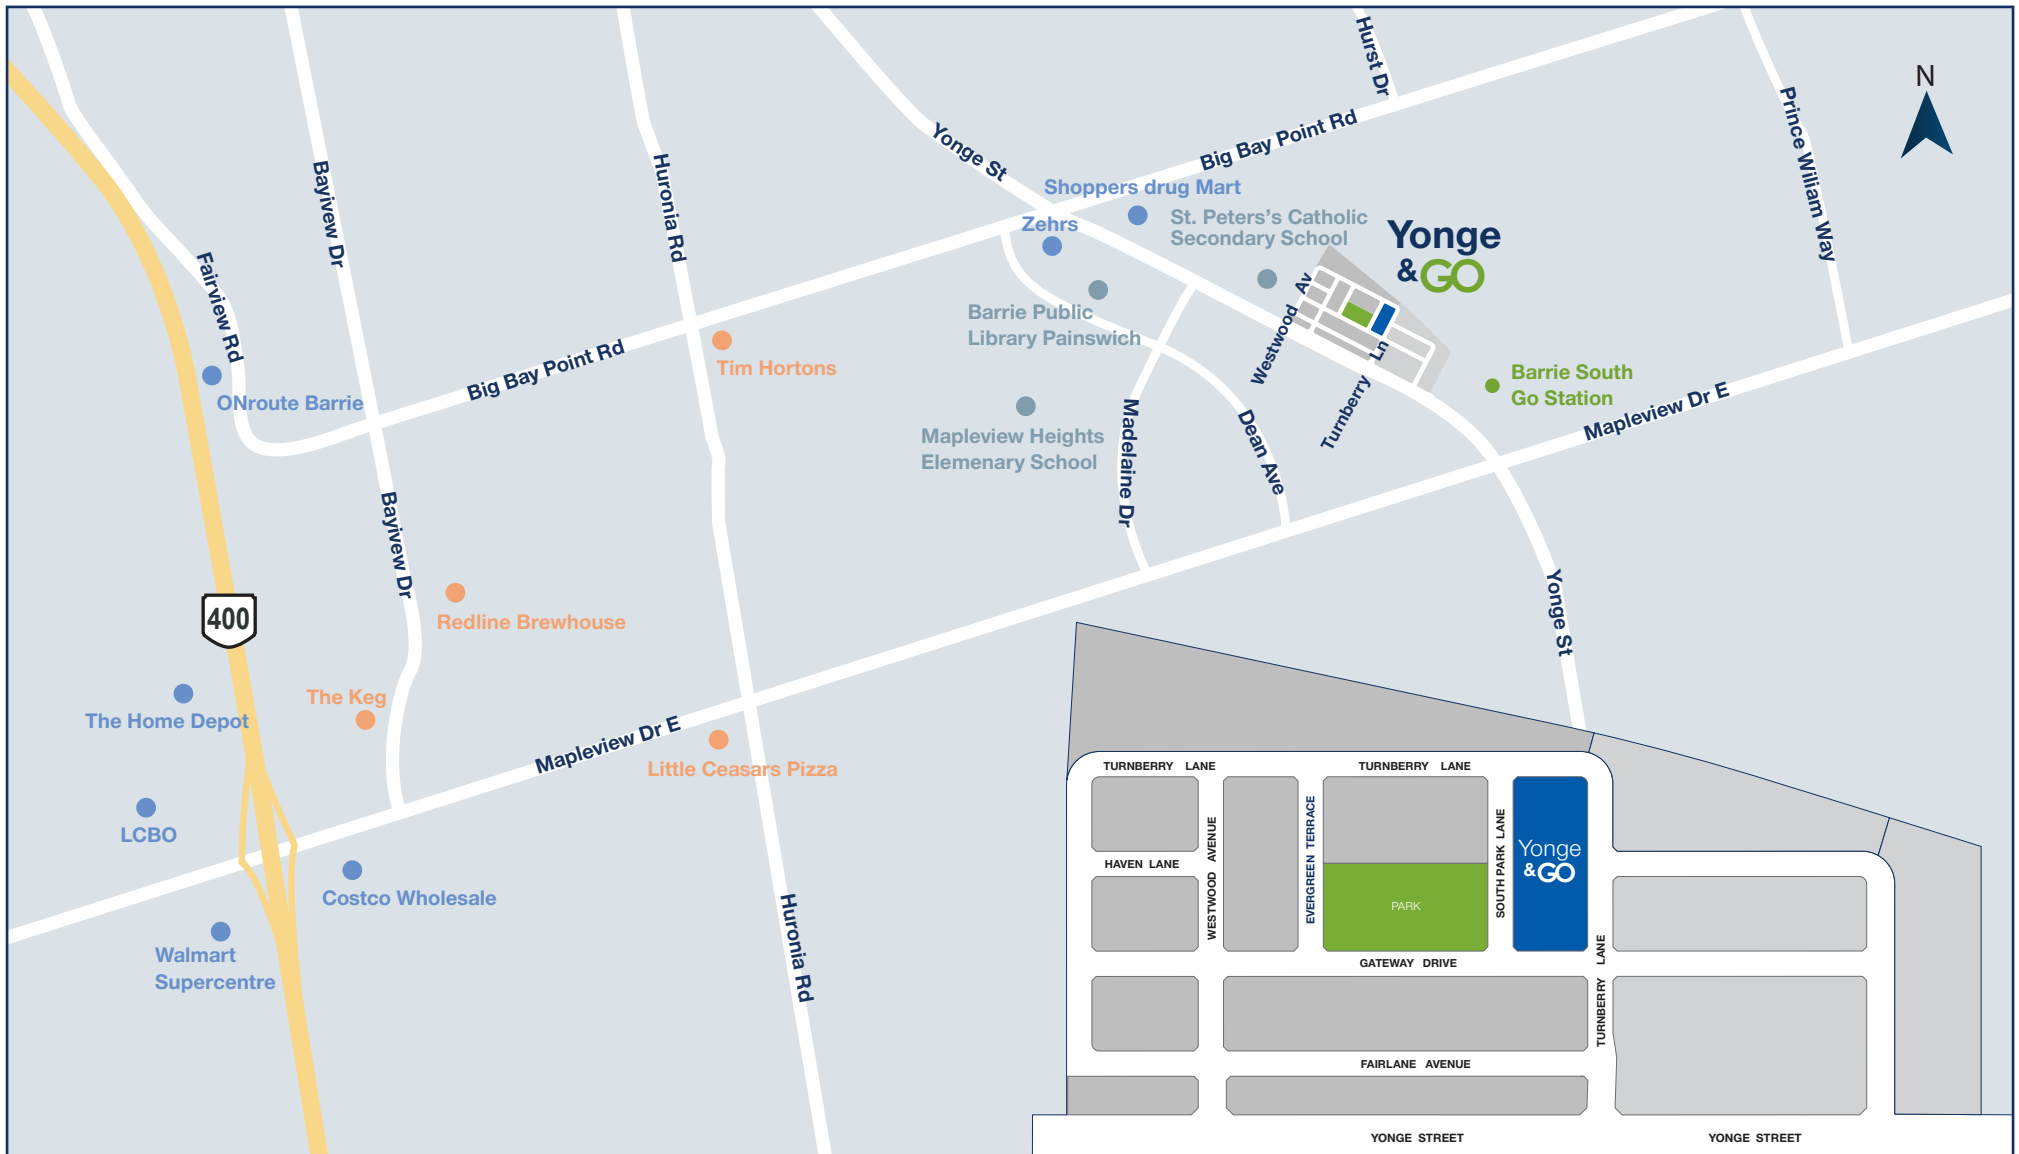 Hurst Dr
N
Prince Wiliam Way
Yonge St
Big Bay Point Rd
Bayivew Dr
Huronia Rd
Shoppers drug Mart
Zehrs
St. Peters's Catholic
Secondary School
Yonge
&GO
Fairview Rd
Westwood Av
Barrie Public
Library Painswich
Tim Hortons
Big Bay Point Rd
ONroute Barrie
Turnberry Ln
Barrie South
Go Station
Mapleview Dr E
Mapleview Heights
Elemenary School
Madelaine Dr
Dean Ave
Bayivew Dr
Yonge St
400
Redline Brewhouse
The Keg
The Home Depot
Mapleview Dr E
Little Ceasars Pizza
LCBO
Costco Wholesale
Walmart
Supercentre
Huronia Rd
TURNBERRY LANE
TURNBERRY LANE
HAVEN LANE
WESTWOOD AVENUE
EVERGREEN TERRACE
SOUTH PARK LANE
Yonge
&GO
PARK
GATEWAY DRIVE
TURNBERRY LANE
FAIRLANE AVENUE
YONGE STREET
YONGE STREET